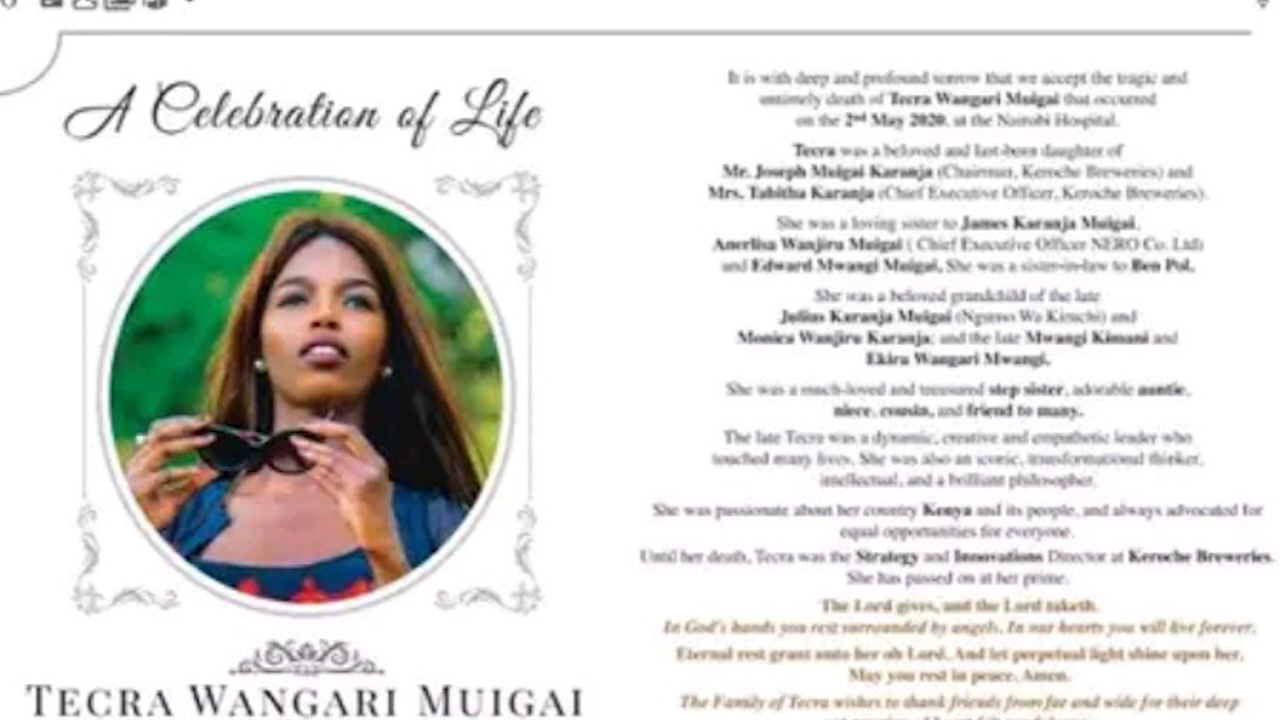 A Celebration of Life
TECRA WANGARI MUIGAI
It is with deep and profound sorrow that we accept the tragic and
untimely death of Tecra Wangari Muigai that occurred
on the 2nd May 2020, at the Nairobi Hospital.
Tecra was a beloved and last-born daughter of
Mr. Joseph Muigai Karanja (Chairman, Keroche Breweries) and
Mrs. Tabitha Karanja (Chief Executive Officer, Keroche Breweries).
She was a loving sister to James Karanja Muigai,
Anerlisa Wanjiru Muigai ( Chief Executive Officer NERO Co. Ltd)
and Edward Mwangi Muigai, She was a sister-in-law to Ben Pol.
She was a beloved grandchild of the late
Julius Karanja Muigai (Wa) and
Monica Wanjiru Karanja; and the late Mwangi Kimani and
Ekira Wangari Mwangi.
She was a much-loved and treasured step sister, adorable auntie,
niece, cousin, and friend to many.
The late Tecra was a dynamic, creative and empathetic leader who
touched many lives. She was also an iconic, transformational thinker,
intellectual, and a brilliant philosopher.
She was passionate about her country Kenya and its people, and always advocated for
equal opportunities for everyone.
Until her death, Tecra was the Strategy and Innovations Director at Keroche Breweries.
She has passed on at her prime.
The Lord gives, and the Lord taketh.
In God's hands you rest surrounded by angels. In our hearts you will live forever.
Eternal rest grant unto her oh Lord. And let perpetual light shine upon her.
May you rest in peace. Amen.
The Family of Tecra wishes to thank friends from far and wide for their deep